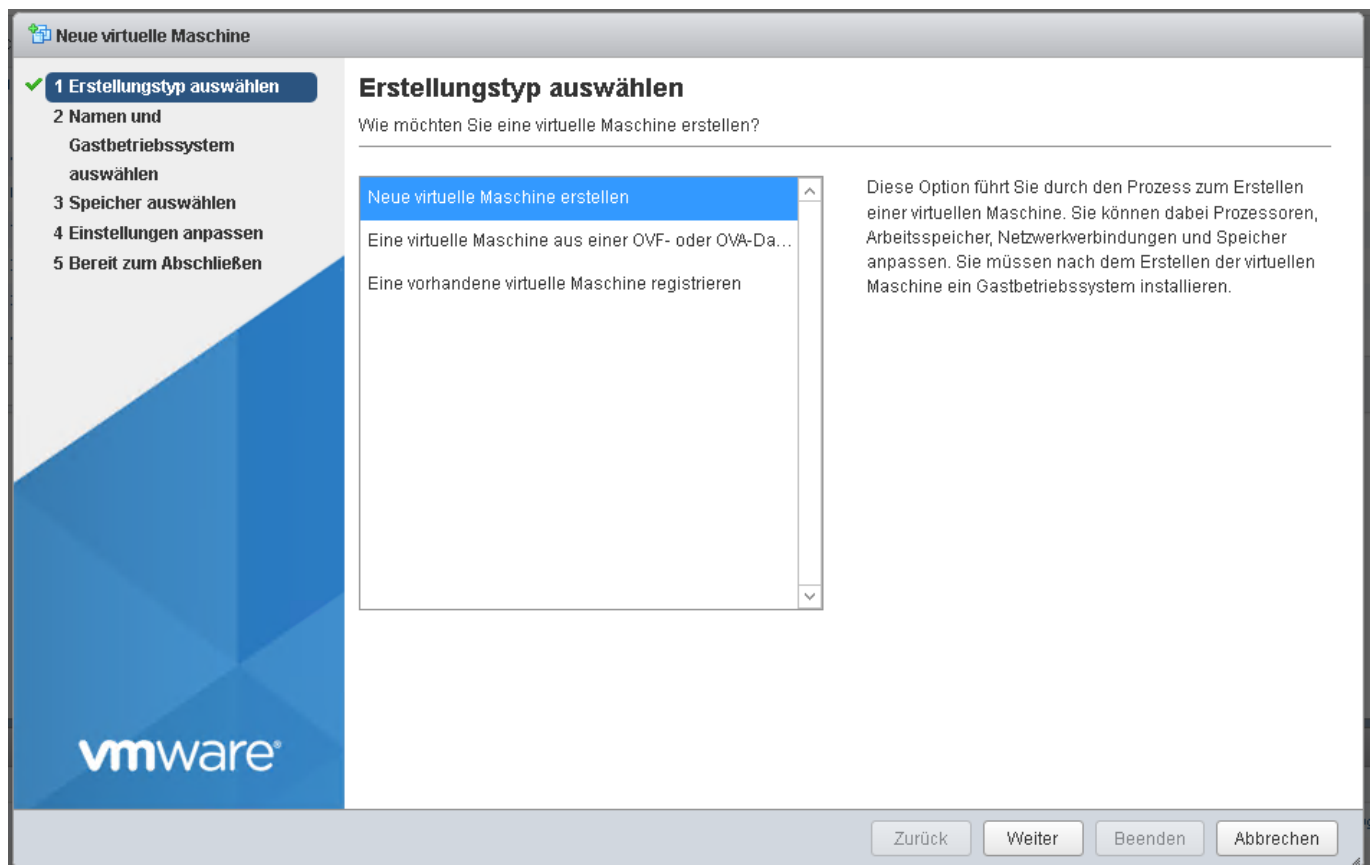 Neue virtuelle Maschine
1 Erstellungstyp auswählen
2 Namen und
Gastbetriebssystem
auswählen
3 Speicher auswählen
4 Einstellungen anpassen
5 Bereit zum Abschließen
Erstellungstyp auswählen
Wie möchten Sie eine virtuelle Maschine erstellen?
Neue virtuelle Maschine erstellen
Eine virtuelle Maschine aus einer OVF- oder OVA-Da...
Eine vorhandene virtuelle Maschine registrieren
Diese Option führt Sie durch den Prozess zum Erstellen
einer virtuellen Maschine. Sie können dabei Prozessoren,
Arbeitsspeicher, Netzwerkverbindungen und Speicher
anpassen. Sie müssen nach dem Erstellen der virtuellen
Maschine ein Gastbetriebssystem installieren.
vmware®
Zurück
Weiter
Beenden
Abbrechen